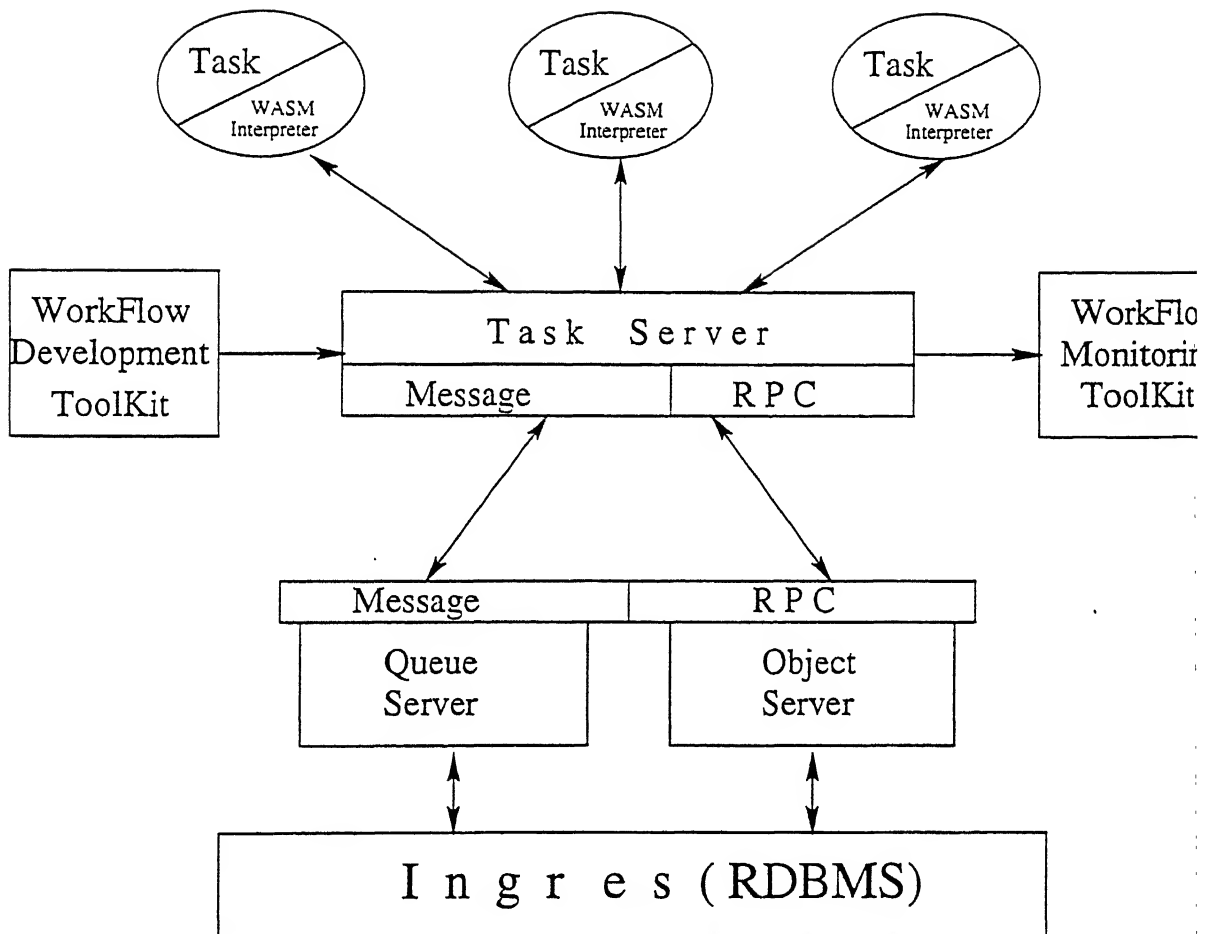 Task
WASM
Interpreter
Task
WASM
Interpreter
Task
WASM
Interpreter
WorkFlow
Development
ToolKit
Task Server
Message
RPC
WorkFlo
Monitorin
ToolKit
Message
RPC
Queue
Server
Object
Server
Ingres (RDBMS)